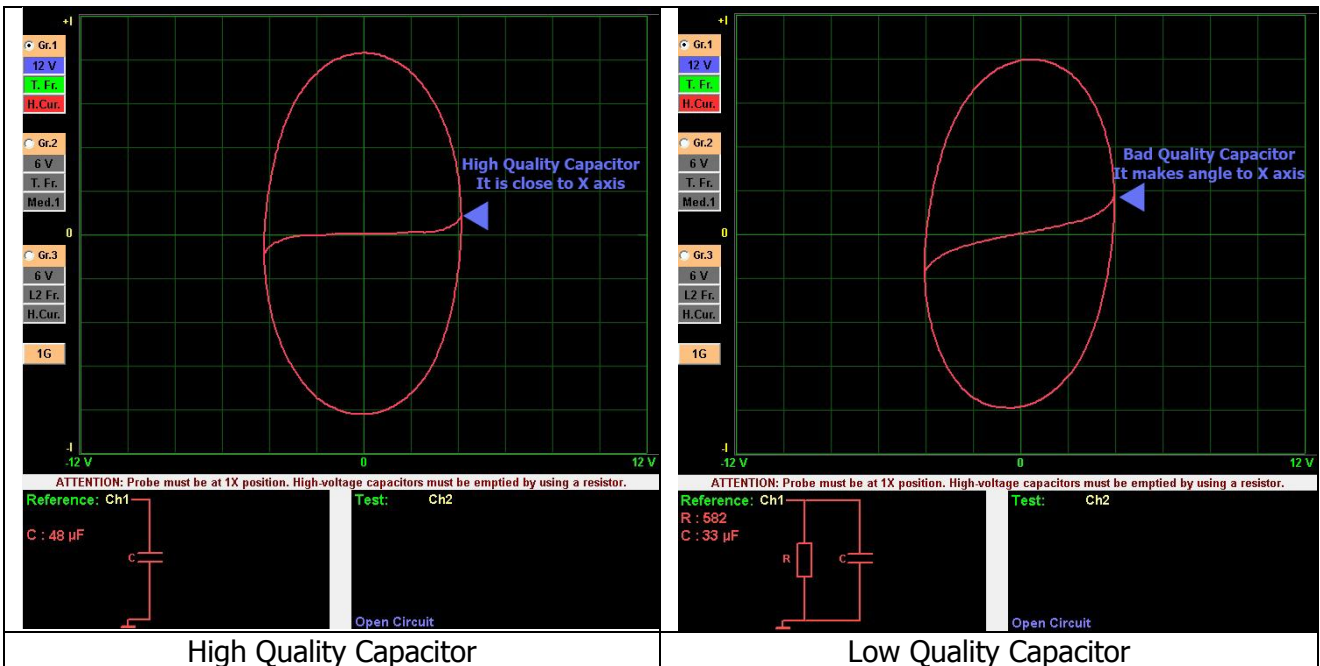 +I
Gr.1
12 V
T. Fr.
H.Cur.
Gr.2
6 V
T. Fr.
Med.1
0
Gr.3
6 V
L2 Fr.
H.Cur.
1G
-I
-12 V
0
12 V
High Quality Capacitor
It is close to X axis
ATTENTION: Probe must be at 1X position. High-voltage capacitors must be emptied by using a resistor.
Reference: Ch1
C : 48 µF
C
Test: Ch2
Open Circuit
High Quality Capacitor
+I
Gr.1
12 V
T. Fr.
H.Cur.
Gr.2
6 V
T. Fr.
Med.1
0
Gr.3
6 V
L2 Fr.
H.Cur.
1G
-I
-12 V
0
12 V
Bad Quality Capacitor
It makes angle to X axis
ATTENTION: Probe must be at 1X position. High-voltage capacitors must be emptied by using a resistor.
Reference: Ch1
R : 582
C : 33 µF
R
C
Test: Ch2
Open Circuit
Low Quality Capacitor